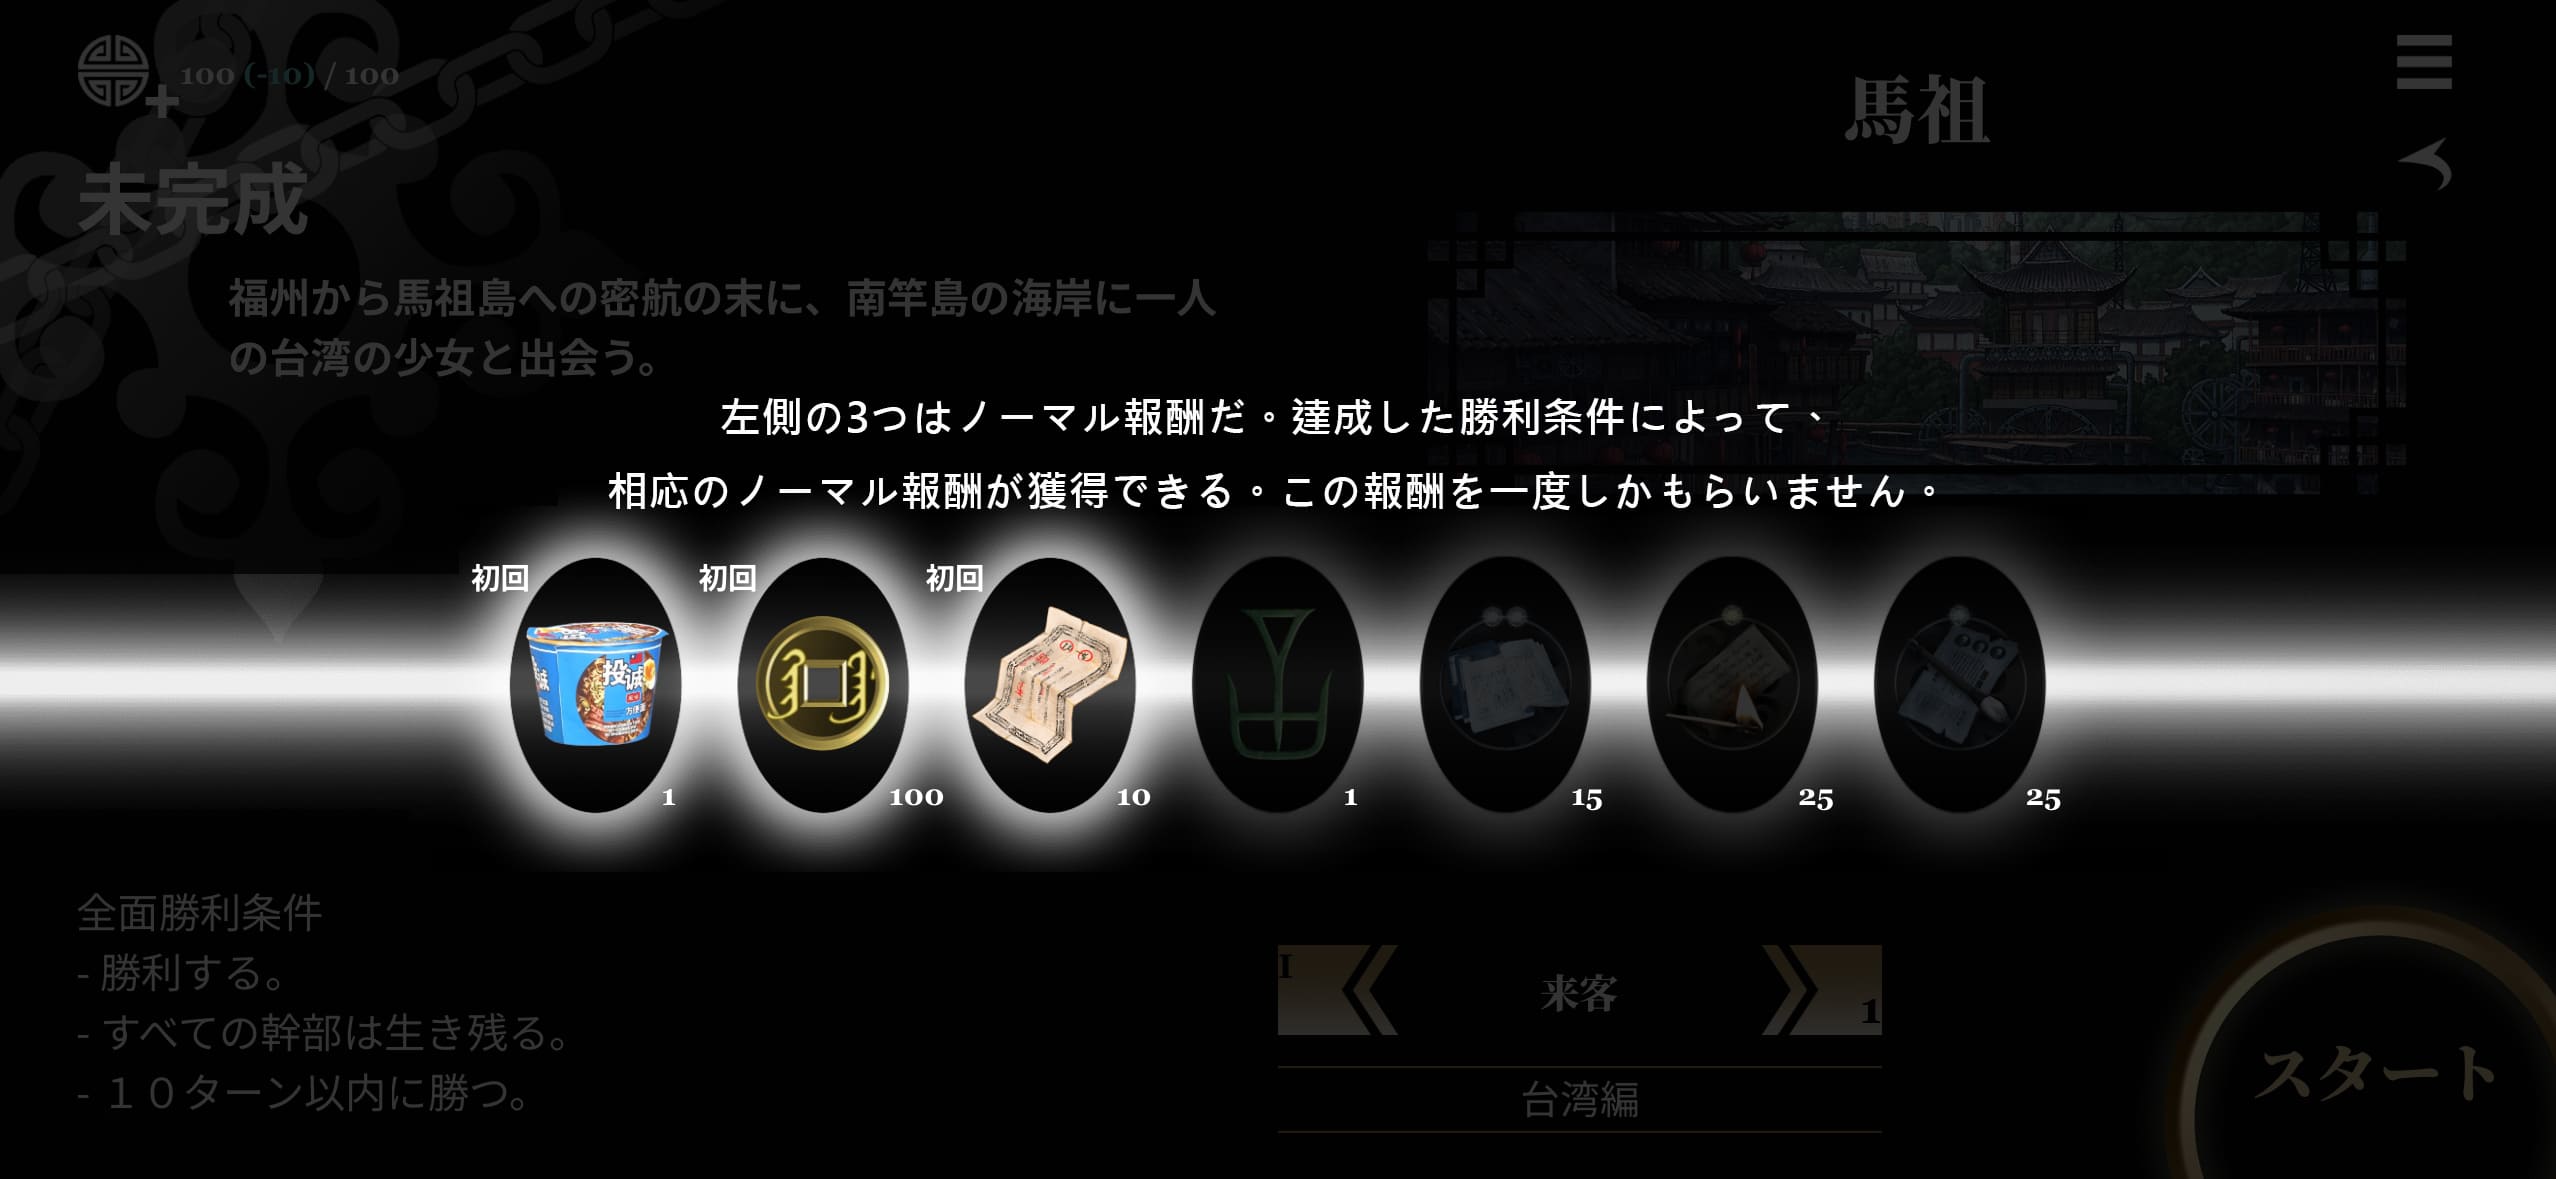 100 (-10) / 100
馬祖
未完成
福州から馬祖島への密航の末に、南竿島の海岸に一人
の台湾の少女と出会う。
左側の3つはノーマル報酬だ。達成した勝利条件によって、
相応のノーマル報酬が獲得できる。この報酬を一度しかもらいません。
初回
初回
初回
投诚
1
100
10
1
15
25
25
全面勝利条件
- 勝利する。
- すべての幹部は生き残る。
- １０ターン以内に勝つ。
I
来客
1
台湾編
スタート